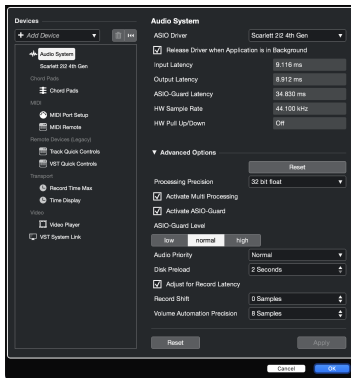 Devices
+ Add Device
Audio System
Scarlett 2i2 4th Gen
Chord Pads
Chord Pads
MIDI
MIDI Port Setup
MIDI Remote
Remote Devices (Legacy)
Track Quick Controls
VST Quick Controls
Transport
Record Time Max
Time Display
Video
Video Player
VST System Link
Audio System
ASIO Driver Scarlett 2i2 4th Gen
Release Driver when Application is in Background
Input Latency 9.116 ms
Output Latency 8.912 ms
ASIO-Guard Latency 34.830 ms
HW Sample Rate 44.100 kHz
HW Pull Up/Down Off
Advanced Options
Reset
Processing Precision 32 bit float
Activate Multi Processing
Activate ASIO-Guard
ASIO-Guard Level
low normal high
Audio Priority Normal
Disk Preload 2 Seconds
Adjust for Record Latency
Record Shift 0 Samples
Volume Automation Precision 8 Samples
Reset Apply
Cancel OK